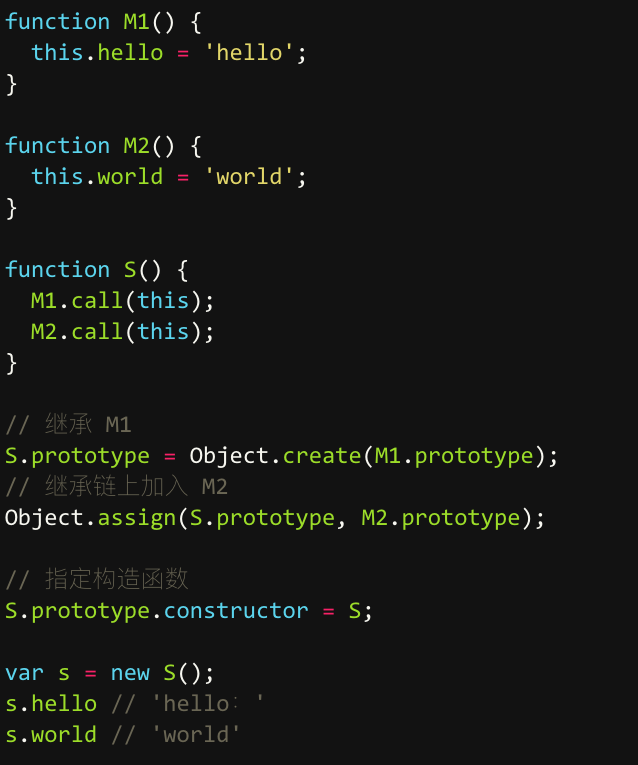 function M1() {
  this.hello = 'hello';
}

function M2() {
  this.world = 'world';
}

function S() {
  M1.call(this);
  M2.call(this);
}

// 继承 M1
S.prototype = Object.create(M1.prototype);
// 继承链上加入 M2
Object.assign(S.prototype, M2.prototype);

// 指定构造函数
S.prototype.constructor = S;

var s = new S();
s.hello // 'hello：'
s.world // 'world'